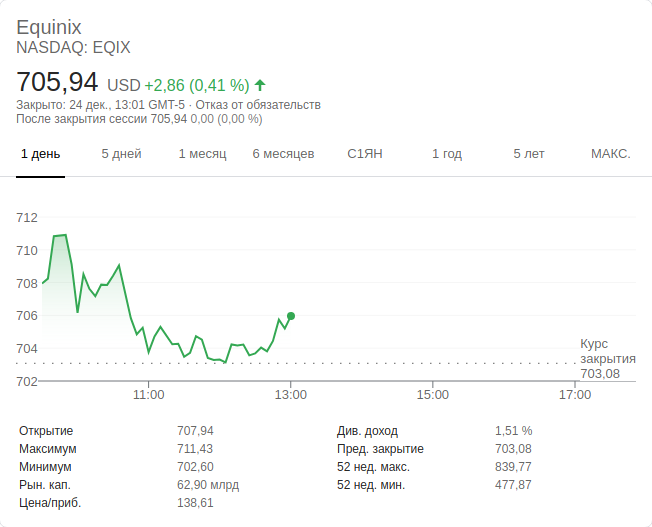 Equinix
NASDAQ: EQIX
705,94 USD +2,86 (0,41 %)
Закрыто: 24 дек., 13:01 GMT-5 · Отказ от обязательств
После закрытия сессии 705,94 0,00 (0,00 %)
1 день 5 дней 1 месяц 6 месяцев С1ЯН 1 год 5 лет МАКС.
712
710
708
706
704
702
Курс
закрытия
703,08
11:00 13:00 15:00 17:00
Открытие 707,94 Див. доход 1,51 %
Максимум 711,43 Пред. закрытие 703,08
Минимум 702,60 52 нед. макс. 839,77
Рын. кап. 62,90 млрд 52 нед. мин. 477,87
Цена/приб. 138,61